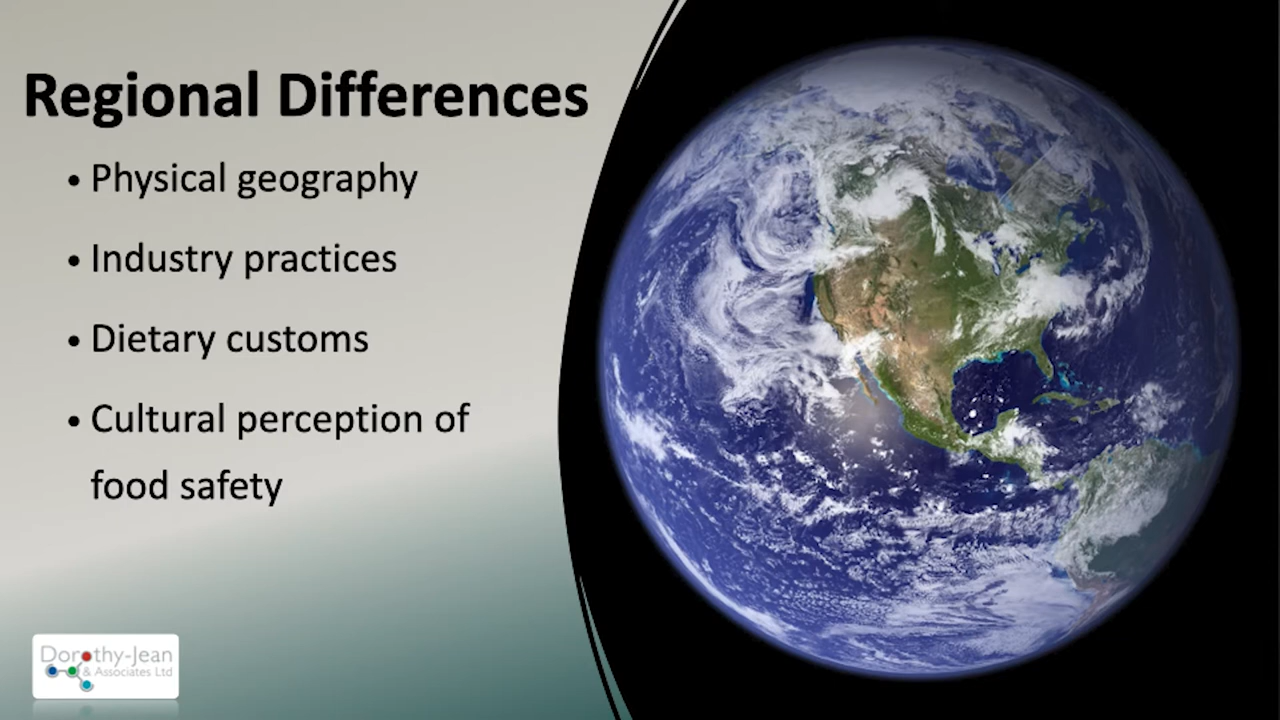 Regional Differences
• Physical geography
• Industry practices
• Dietary customs
• Cultural perception of
food safety
Dorothy-Jean
& Associates Ltd